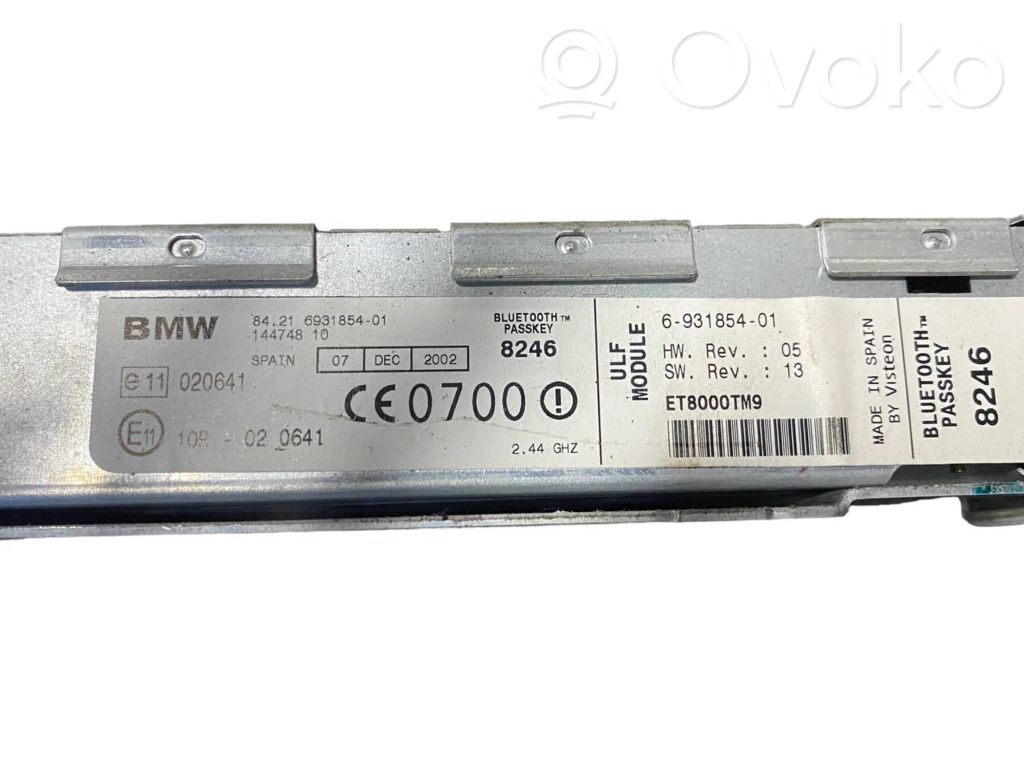 Ovoko
BMW
84.21 6931854-01
144748 10
SPAIN 07 DEC 2002
BLUETOOTH™
PASSKEY
8246
e 11 020641
E11 10R - 02 0641
CE0700
2.44 GHZ
ULF
MODULE
6-931854-01
HW. Rev. : 05
SW. Rev. : 13
ET8000TM9
MADE IN SPAIN
BY Visteon
BLUETOOTH™
PASSKEY
8246